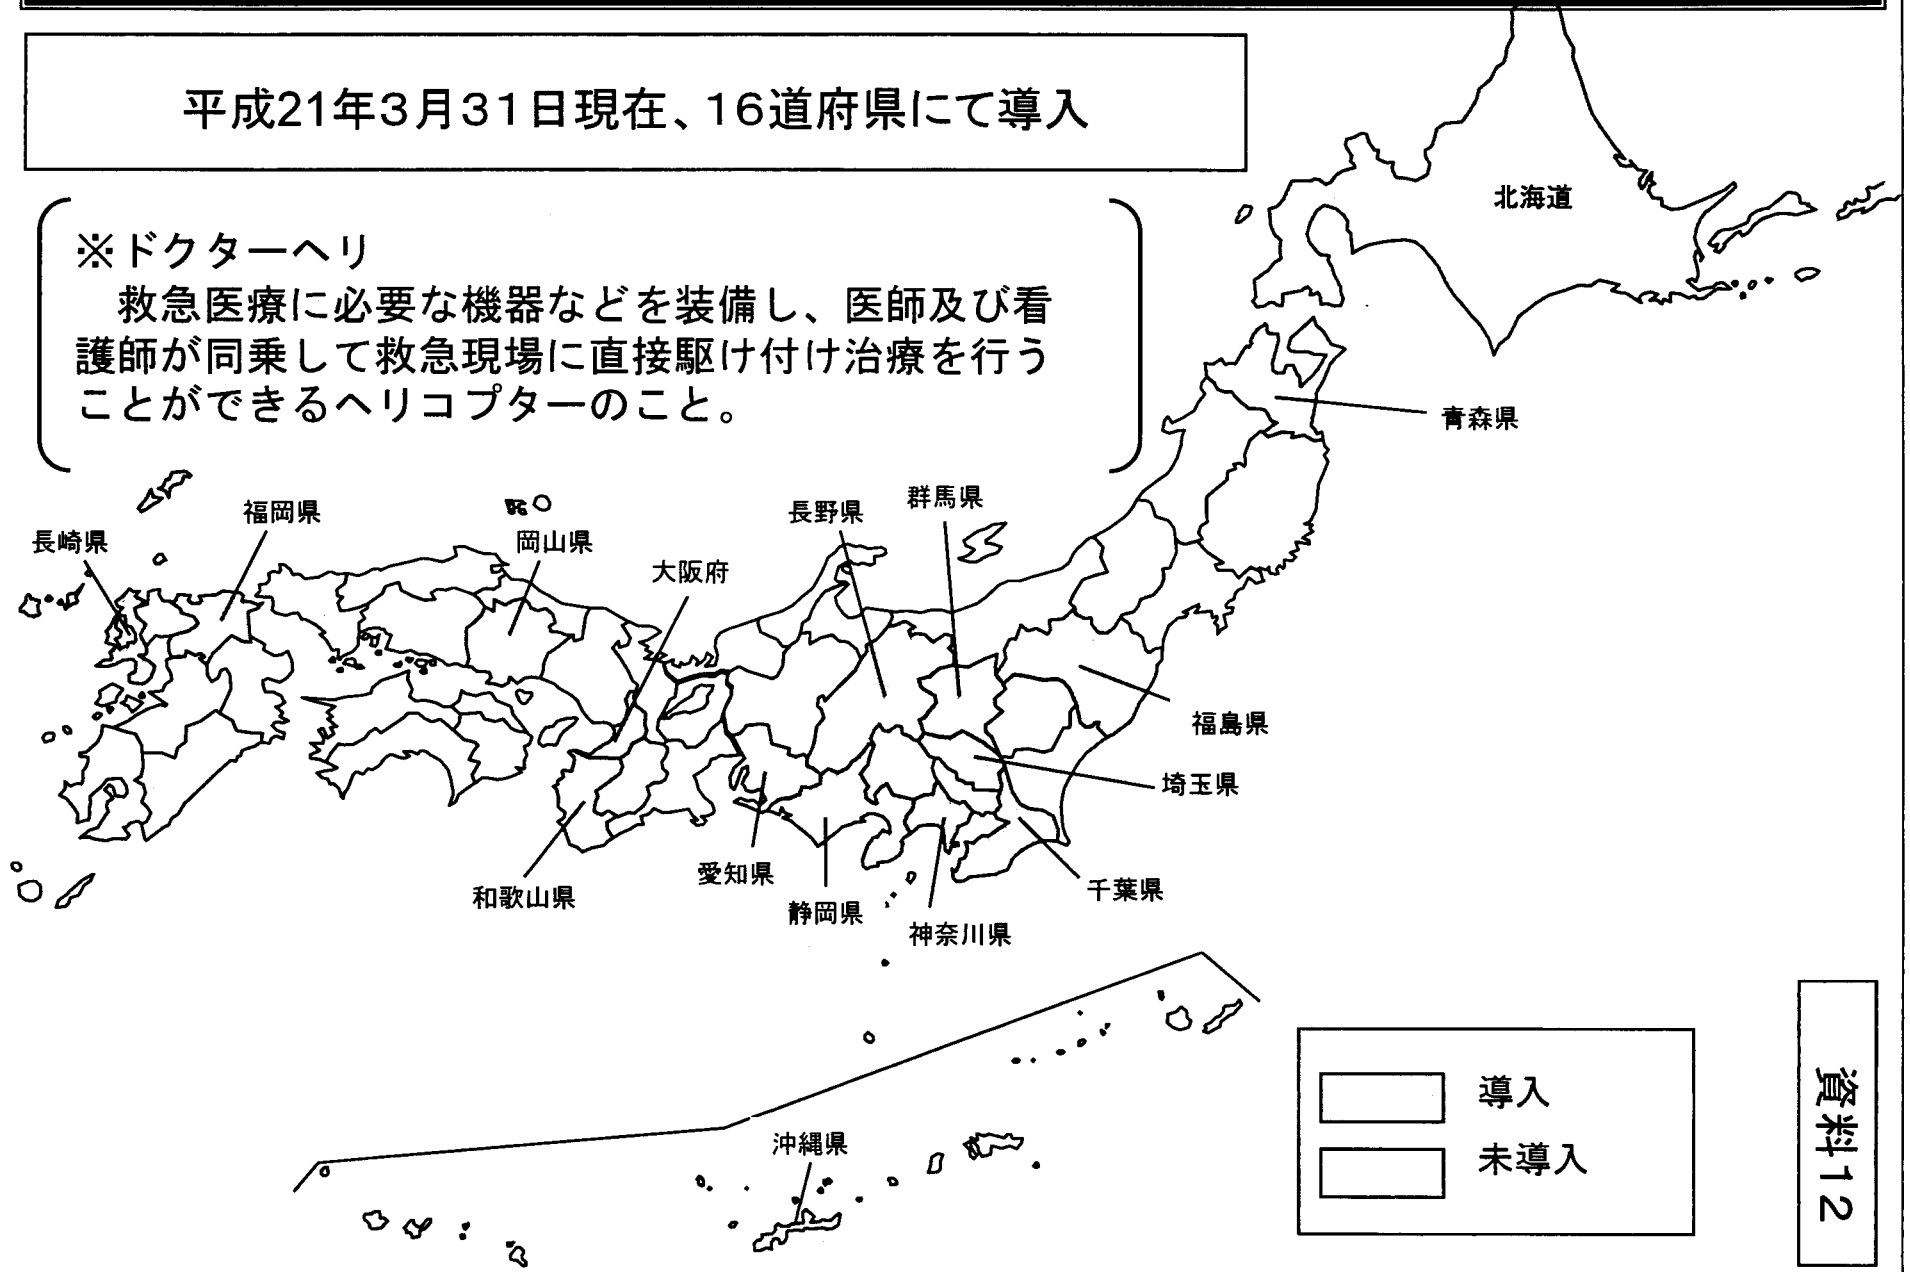 平成21年3月31日現在、16道府県にて導入
※ドクターヘリ
救急医療に必要な機器などを装備し、医師及び看
護師が同乗して救急現場に直接駆け付け治療を行う
ことができるヘリコプターのこと。
北海道
青森県
群馬県
長野県
福岡県
岡山県
長崎県
大阪府
福島県
埼玉県
愛知県
千葉県
和歌山県
静岡県
神奈川県
沖縄県
導入
未導入
資料12